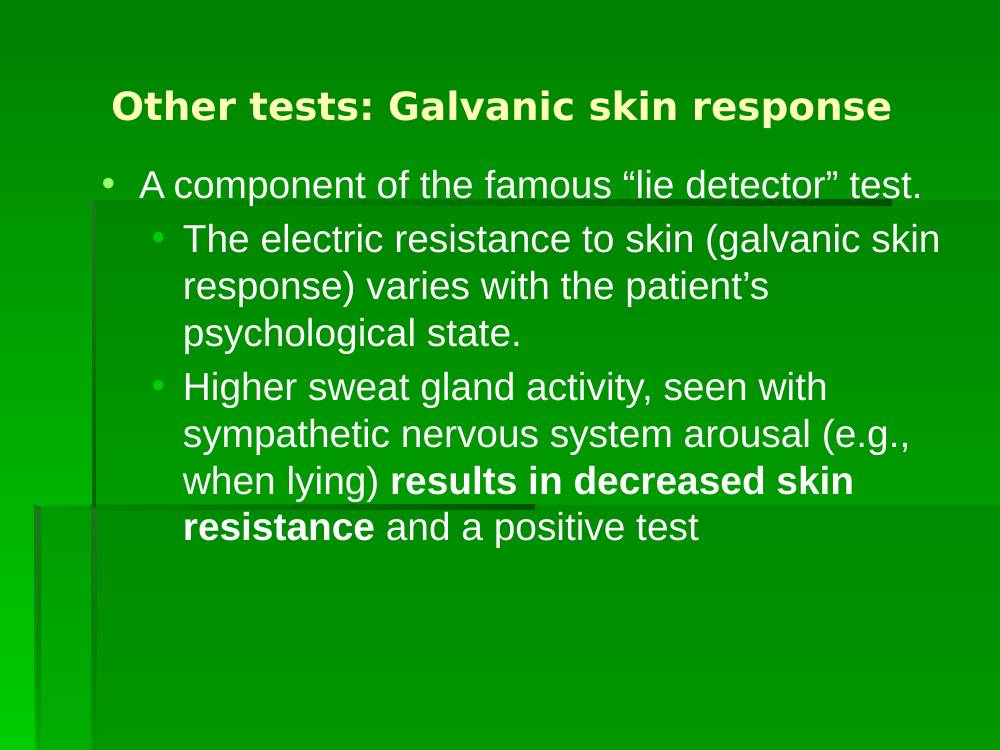 Other tests: Galvanic skin response
• A component of the famous “lie detector” test.
• The electric resistance to skin (galvanic skin
response) varies with the patient’s
psychological state.
• Higher sweat gland activity, seen with
sympathetic nervous system arousal (e.g.,
when lying) results in decreased skin
resistance and a positive test